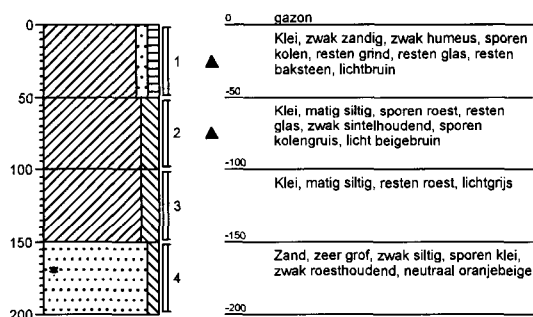 0
50
100
150
200
1
2
3
4
0 gazon
Klei, zwak zandig, zwak humeus, sporen
kolen, resten grind, resten glas, resten
baksteen, lichtbruin
-50
Klei, matig siltig, sporen roest, resten
glas, zwak sintelhoudend, sporen
kolengruis, licht beigebruin
-100
Klei, matig siltig, resten roest, lichtgrijs
-150
Zand, zeer grof, zwak siltig, sporen klei,
zwak roesthoudend, neutraal oranjebeige
-200